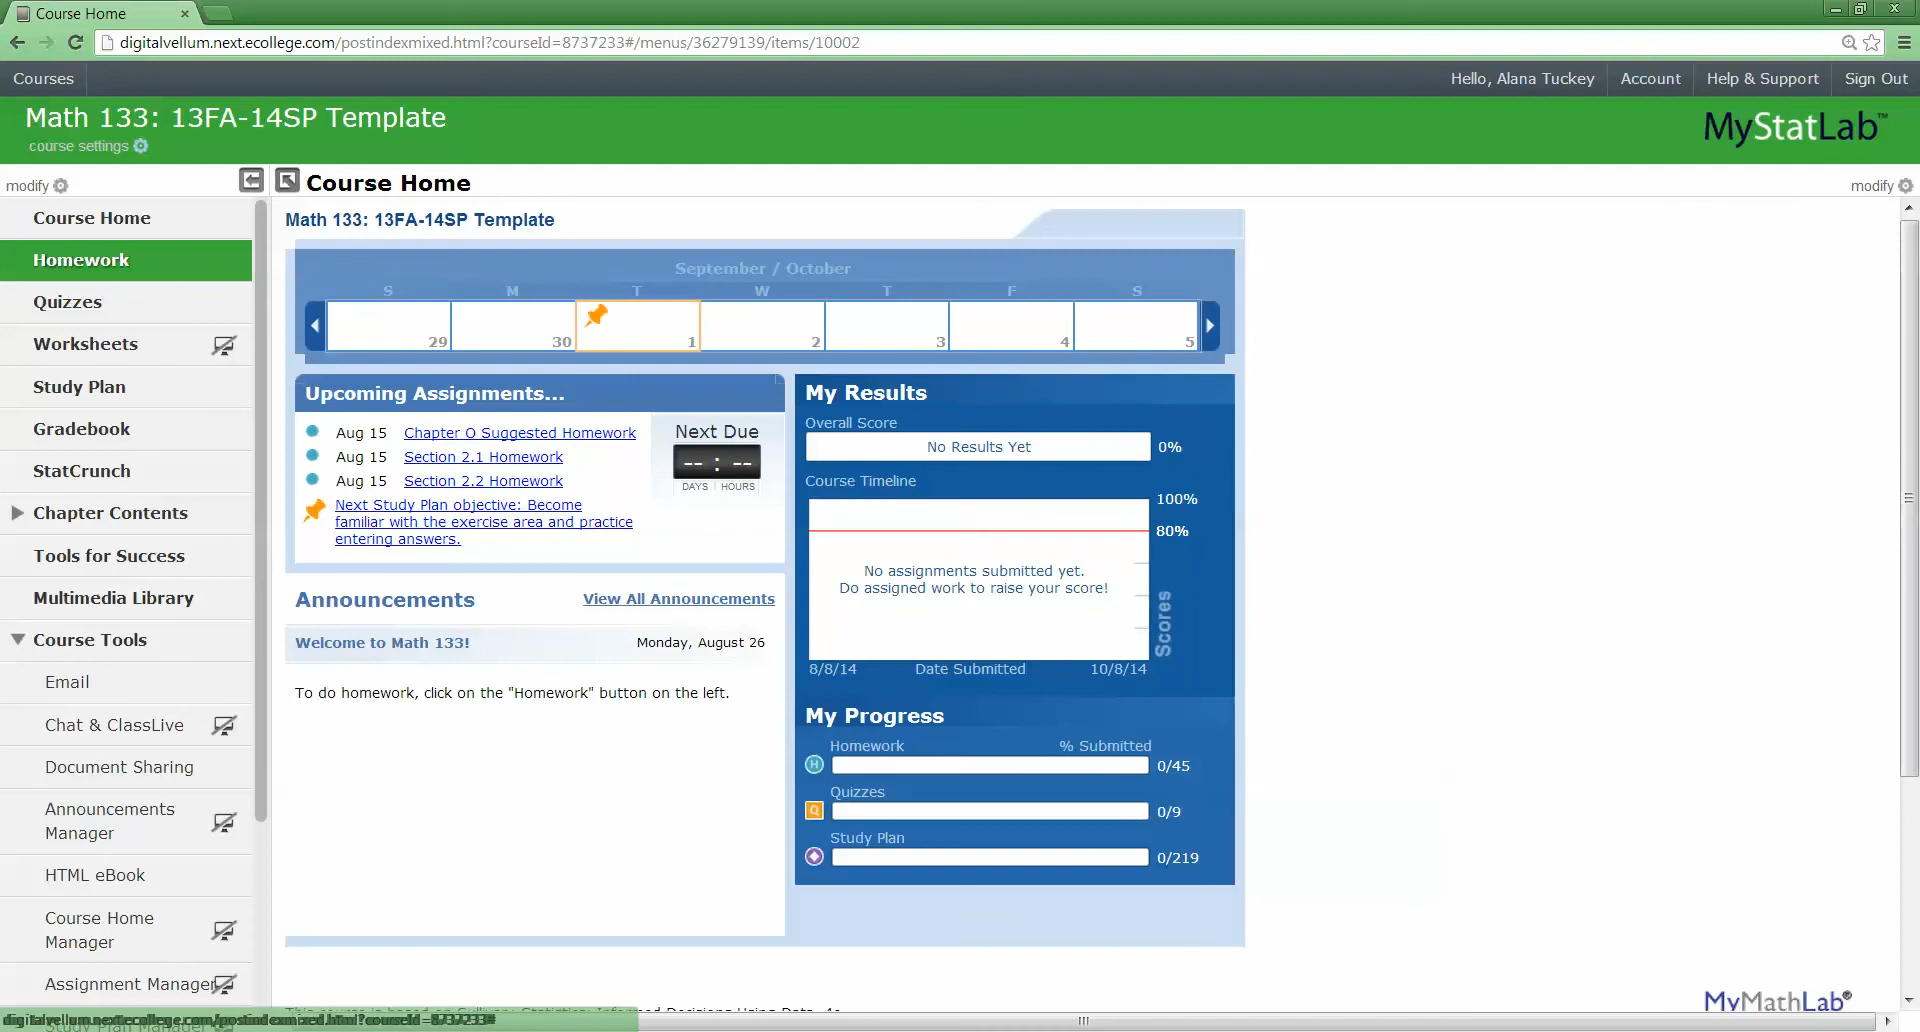 Course Home
digitalvellum.next.ecollege.com/postindexmixed.html?courseId=8737233#/menus/36279139/items/10002
Courses
Hello, Alana Tuckey
Account
Help & Support
Sign Out
Math 133: 13FA-14SP Template
course settings
MyStatLab™
modify
Course Home
modify
Course Home
Homework
Quizzes
Worksheets
Study Plan
Gradebook
StatCrunch
Chapter Contents
Tools for Success
Multimedia Library
Course Tools
Email
Chat & ClassLive
Document Sharing
Announcements
Manager
HTML eBook
Course Home
Manager
Assignment Manager
Math 133: 13FA-14SP Template
September / October
S M T W T F S
29 30 1 2 3 4 5
Upcoming Assignments...
Aug 15 Chapter O Suggested Homework
Aug 15 Section 2.1 Homework
Aug 15 Section 2.2 Homework
Next Study Plan objective: Become
familiar with the exercise area and practice
entering answers.
Next Due
-- : --
DAYS HOURS
Announcements
View All Announcements
Welcome to Math 133!
Monday, August 26
To do homework, click on the "Homework" button on the left.
My Results
Overall Score
No Results Yet 0%
Course Timeline
100%
80%
No assignments submitted yet.
Do assigned work to raise your score!
Scores
8/8/14 Date Submitted 10/8/14
My Progress
Homework % Submitted
H 0/45
Quizzes
Q 0/9
Study Plan
0/219
MyMathLab®
digitalvellum.next.ecollege.com/postindexmixed.html?courseId=8737233#